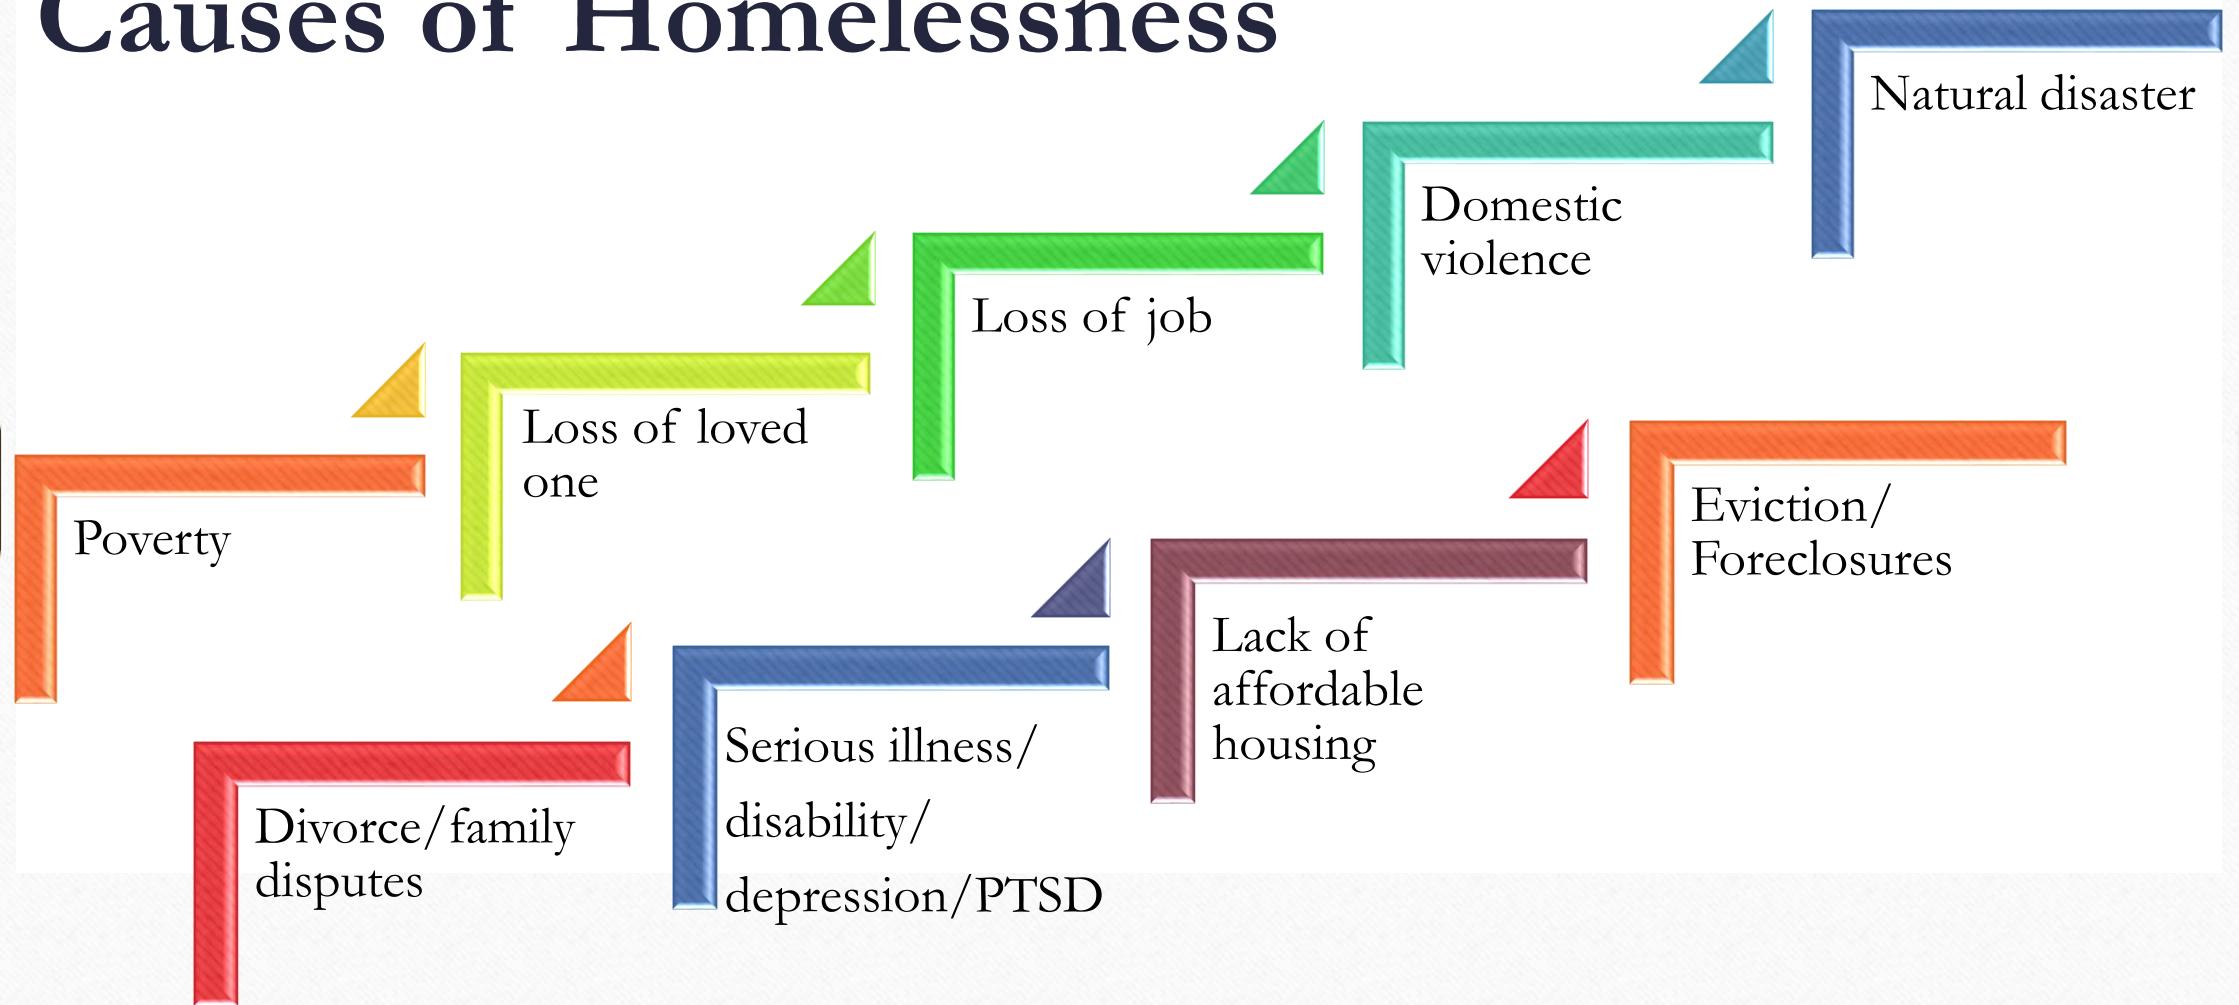 Causes of Homelessness
Poverty
Loss of loved
one
Loss of job
Domestic
violence
Natural disaster
Divorce/family
disputes
Serious illness/
disability/
depression/PTSD
Lack of
affordable
housing
Eviction/
Foreclosures